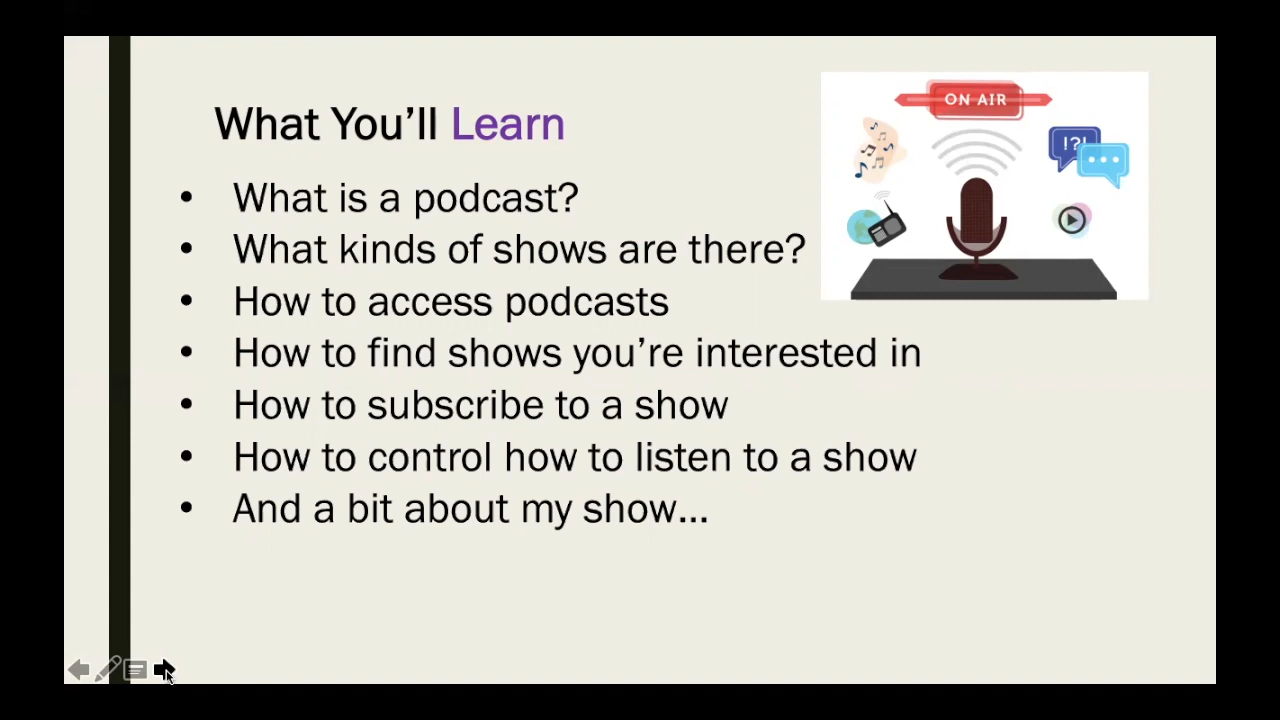 What You’ll Learn
• What is a podcast?
• What kinds of shows are there?
• How to access podcasts
• How to find shows you’re interested in
• How to subscribe to a show
• How to control how to listen to a show
• And a bit about my show...
ON AIR
!?!